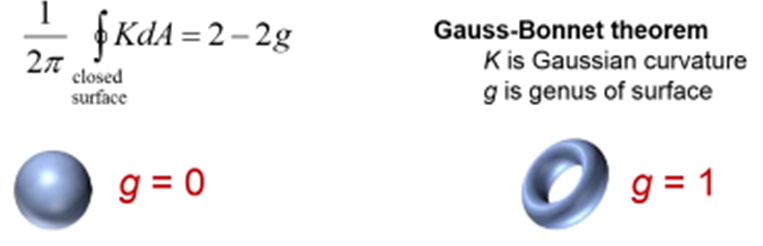 1/2π ∮ KdA = 2 − 2g
closed
surface
Gauss-Bonnet theorem
K is Gaussian curvature
g is genus of surface
g = 0
g = 1